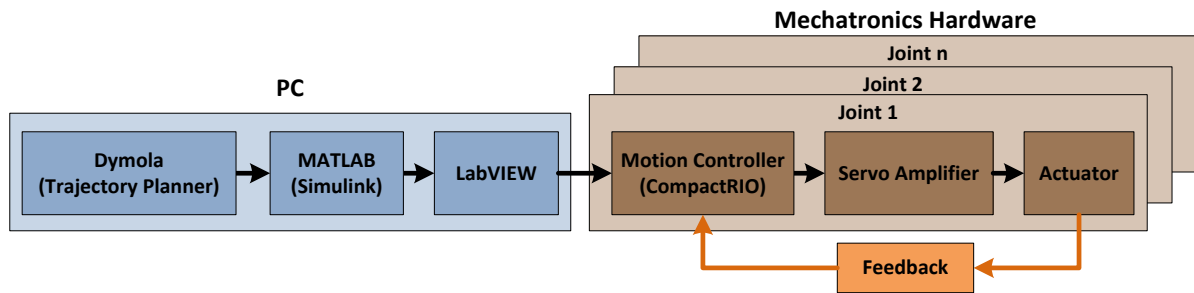 Mechatronics Hardware
Joint n
Joint 2
Joint 1
PC
Dymola
(Trajectory Planner)
MATLAB
(Simulink)
LabVIEW
Motion Controller
(CompactRIO)
Servo Amplifier
Actuator
Feedback